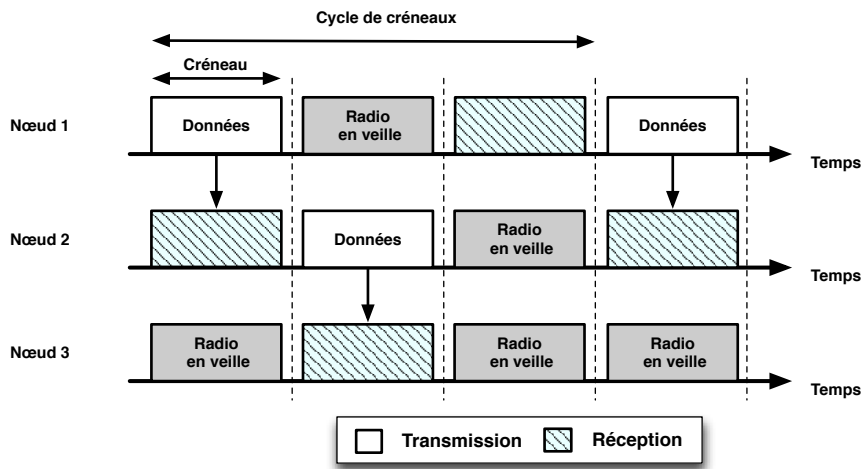 Cycle de créneaux
Créneau
Nœud 1
Données
Radio
en veille
Données
Temps
Nœud 2
Données
Radio
en veille
Temps
Nœud 3
Radio
en veille
Radio
en veille
Radio
en veille
Temps
Transmission
Réception